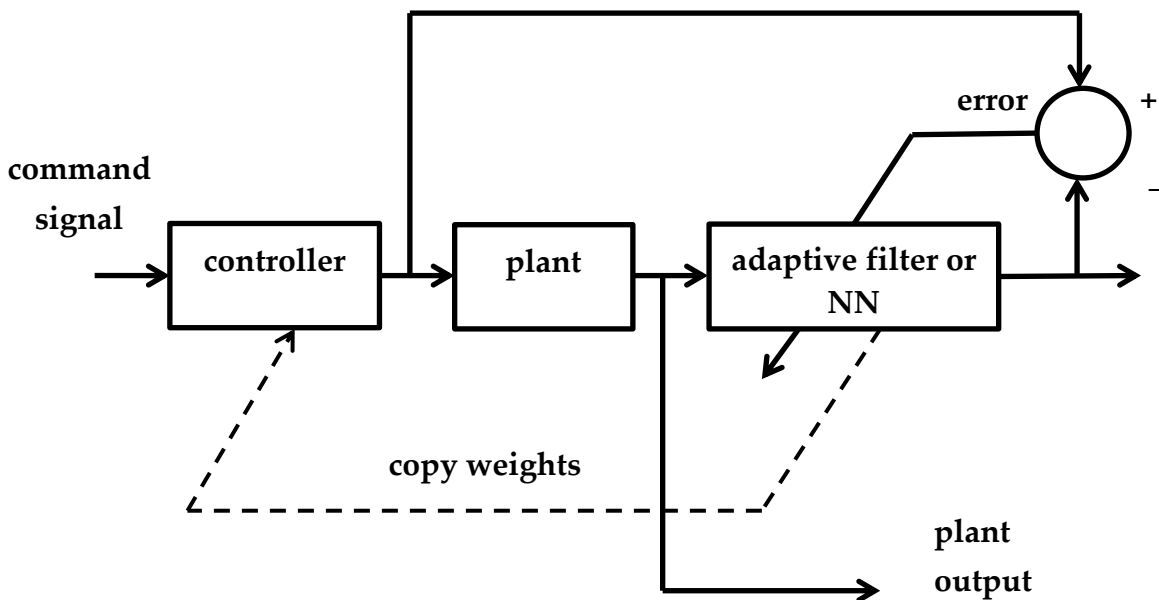 error
+
command
signal
−
controller
plant
adaptive filter or
NN
copy weights
plant
output